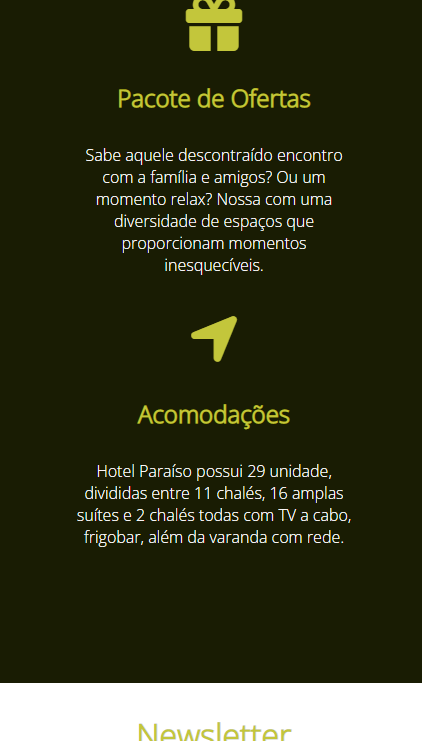 Pacote de Ofertas
Sabe aquele descontraído encontro
com a família e amigos? Ou um
momento relax? Nossa com uma
diversidade de espaços que
proporcionam momentos
inesquecíveis.
Acomodações
Hotel Paraíso possui 29 unidade,
divididas entre 11 chalés, 16 amplas
suítes e 2 chalés todas com TV a cabo,
frigobar, além da varanda com rede.
Newsletter